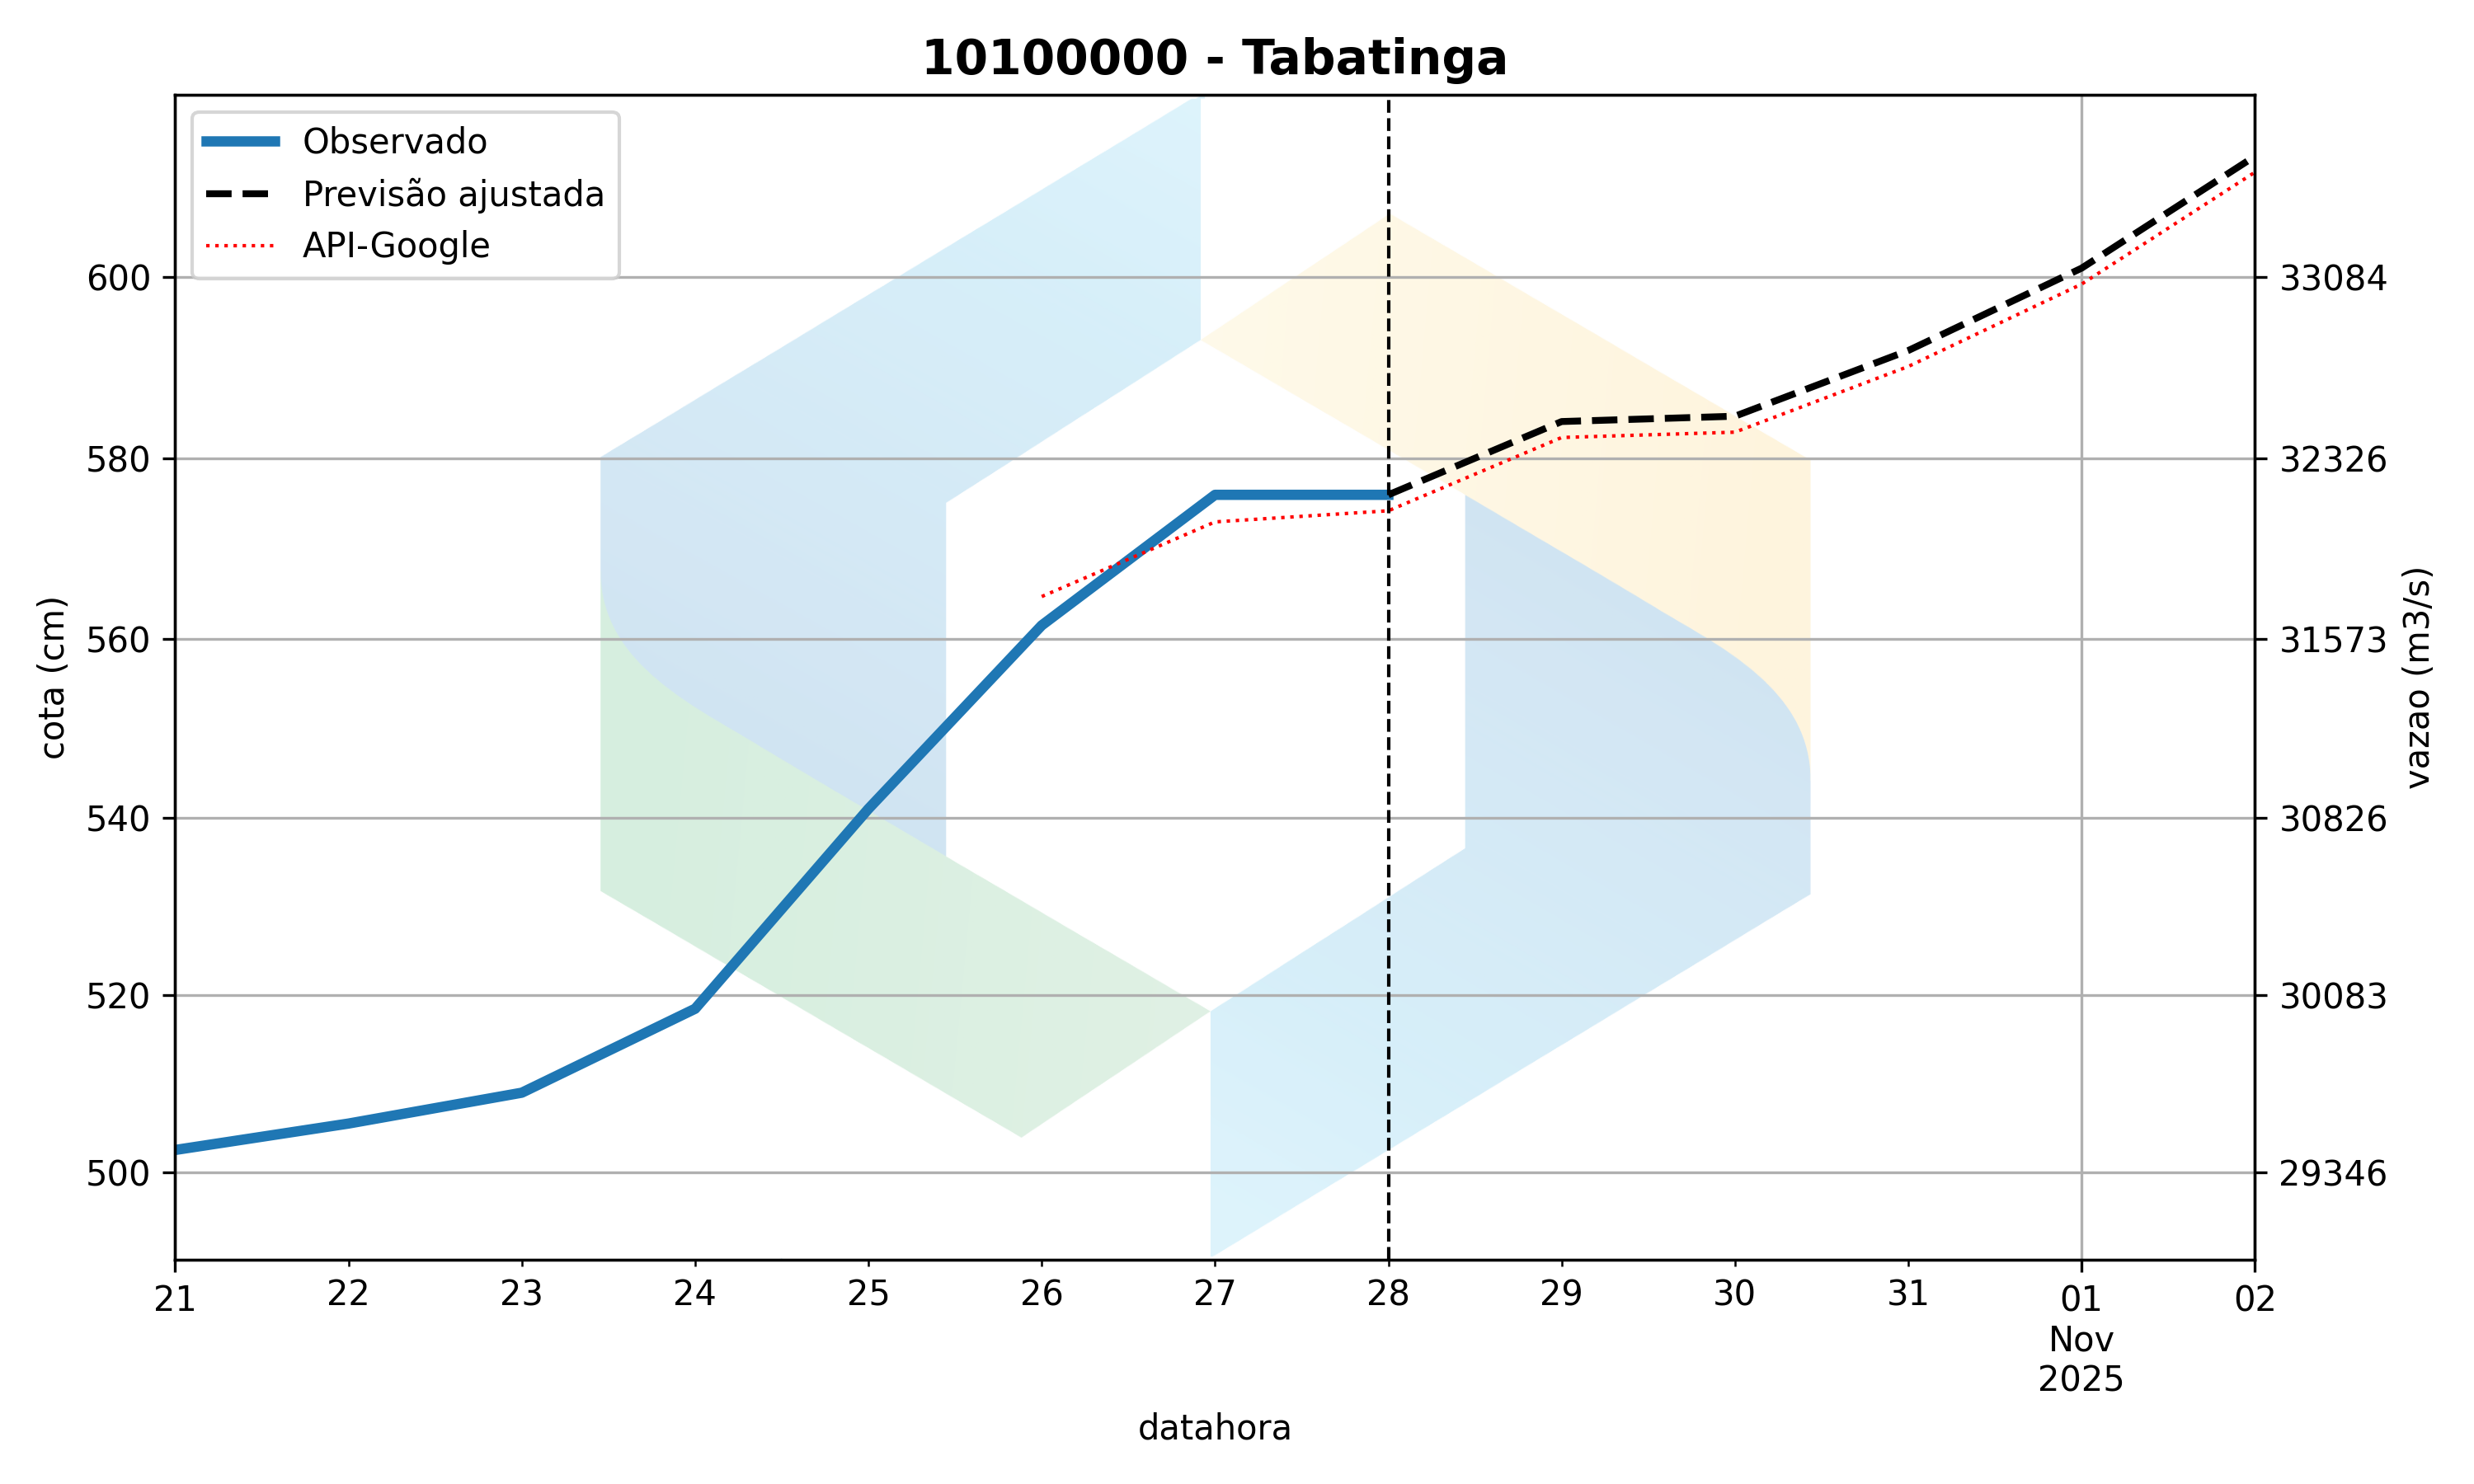 10100000 - Tabatinga
Observado
Previsão ajustada
API-Google
600
580
560
540
520
500
cota (cm)
33084
32326
31573
30826
30083
29346
vazao (m3/s)
21 22 23 24 25 26 27 28 29 30 31 01 02
Nov
2025
datahora